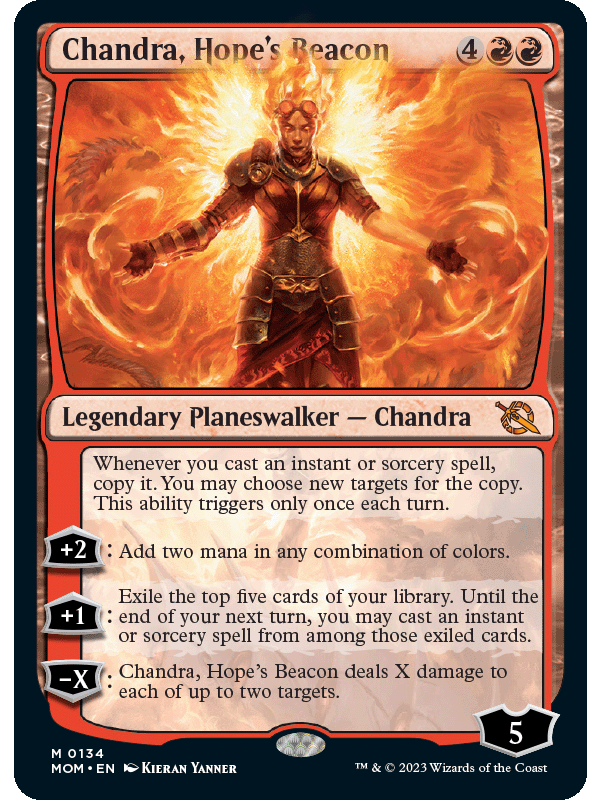 Chandra, Hope's Beacon 4
Legendary Planeswalker — Chandra
Whenever you cast an instant or sorcery spell,
copy it. You may choose new targets for the copy.
This ability triggers only once each turn.
+2 : Add two mana in any combination of colors.
Exile the top five cards of your library. Until the
+1 : end of your next turn, you may cast an instant
or sorcery spell from among those exiled cards.
−X : Chandra, Hope's Beacon deals X damage to
each of up to two targets.
5
M 0134
MOM • EN Kieran Yanner ™ & © 2023 Wizards of the Coast